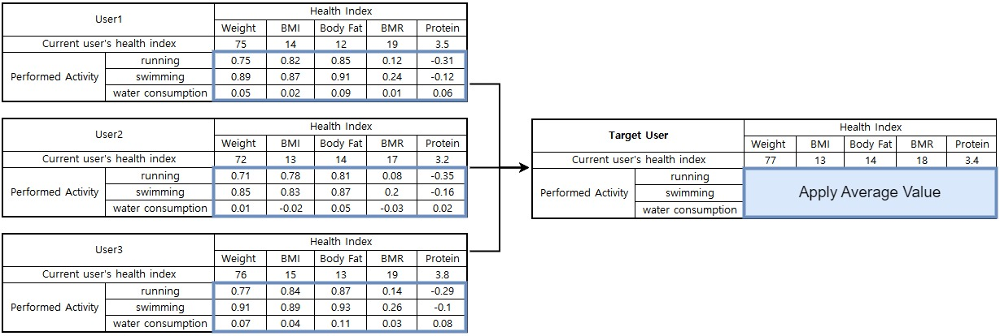 User1 Health Index
Weight BMI Body Fat BMR Protein
Current user's health index 75 14 12 19 3.5
Performed Activity
running 0.75 0.82 0.85 0.12 -0.31
swimming 0.89 0.87 0.91 0.24 -0.12
water consumption 0.05 0.02 0.09 0.01 0.06
User2 Health Index
Weight BMI Body Fat BMR Protein
Current user's health index 72 13 14 17 3.2
Performed Activity
running 0.71 0.78 0.81 0.08 -0.35
swimming 0.85 0.83 0.87 0.2 -0.16
water consumption 0.01 -0.02 0.05 -0.03 0.02
User3 Health Index
Weight BMI Body Fat BMR Protein
Current user's health index 76 15 13 19 3.8
Performed Activity
running 0.77 0.84 0.87 0.14 -0.29
swimming 0.91 0.89 0.93 0.26 -0.1
water consumption 0.07 0.04 0.11 0.03 0.08
Target User Health Index
Weight BMI Body Fat BMR Protein
Current user's health index 77 13 14 18 3.4
Performed Activity
running
swimming
water consumption
Apply Average Value